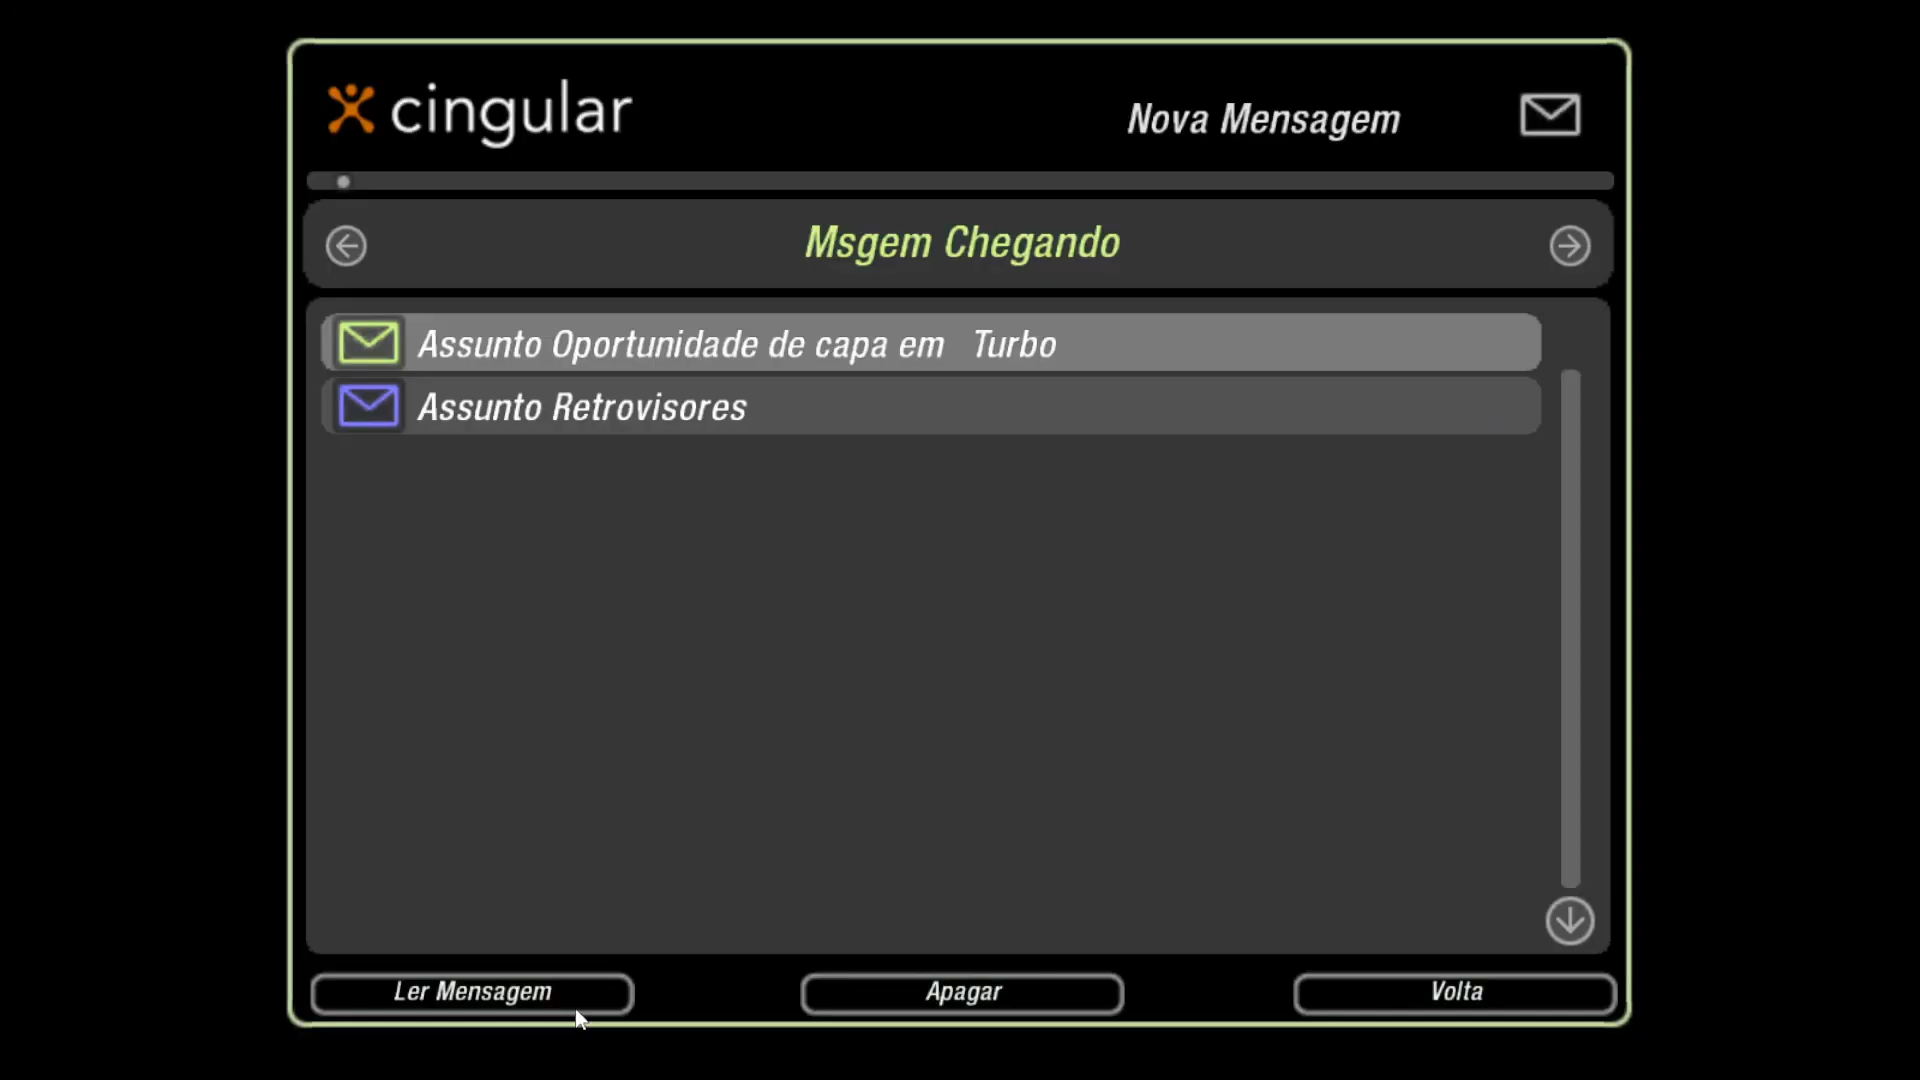 cingular
Nova Mensagem
Msgem Chegando
Assunto Oportunidade de capa em Turbo
Assunto Retrovisores
Ler Mensagem
Apagar
Volta